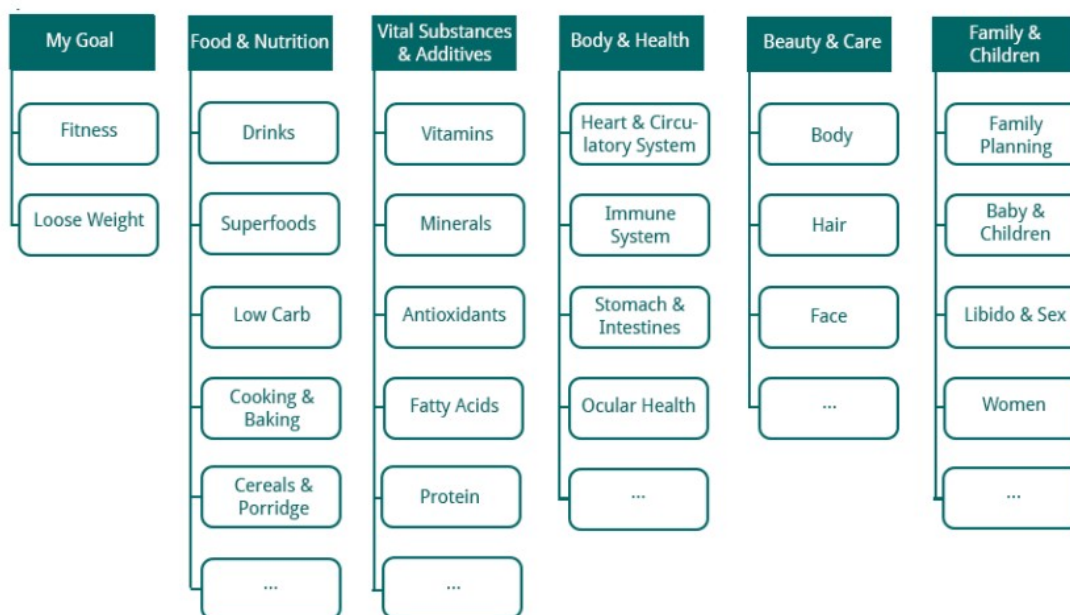 My Goal
Fitness
Loose Weight
Food & Nutrition
Drinks
Superfoods
Low Carb
Cooking &
Baking
Cereals &
Porridge
...
Vital Substances
& Additives
Vitamins
Minerals
Antioxidants
Fatty Acids
Protein
...
Body & Health
Heart & Circu-
latory System
Immune
System
Stomach &
Intestines
Ocular Health
...
Beauty & Care
Body
Hair
Face
...
Family &
Children
Family
Planning
Baby &
Children
Libido & Sex
Women
...